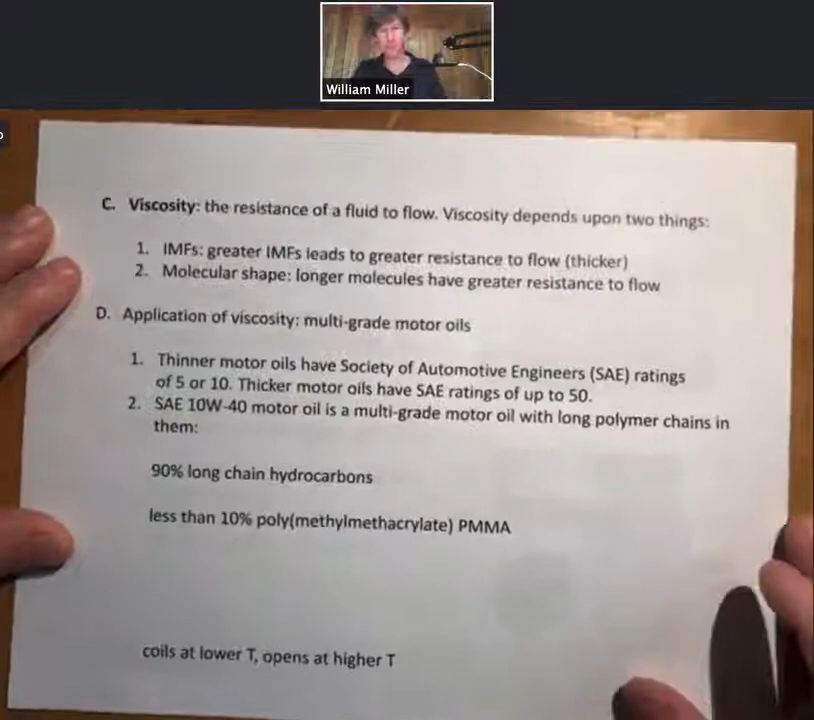 William Miller
C. Viscosity: the resistance of a fluid to flow. Viscosity depends upon two things:
1. IMFs: greater IMFs leads to greater resistance to flow (thicker)
2. Molecular shape: longer molecules have greater resistance to flow
D. Application of viscosity: multi-grade motor oils
1. Thinner motor oils have Society of Automotive Engineers (SAE) ratings
of 5 or 10. Thicker motor oils have SAE ratings of up to 50.
2. SAE 10W-40 motor oil is a multi-grade motor oil with long polymer chains in
them:
90% long chain hydrocarbons
less than 10% poly(methylmethacrylate) PMMA
coils at lower T, opens at higher T